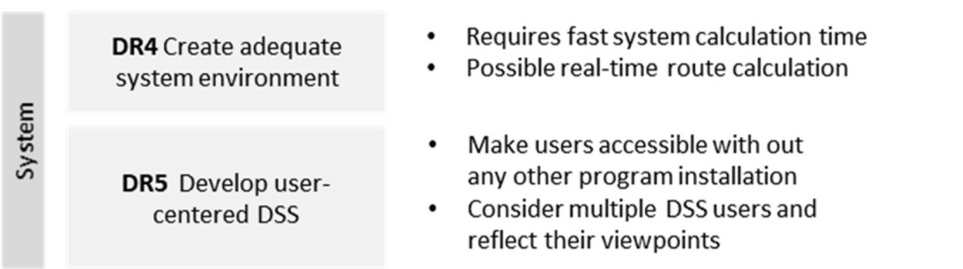 System
DR4 Create adequate
system environment
• Requires fast system calculation time
• Possible real-time route calculation
DR5 Develop user-
centered DSS
• Make users accessible with out
any other program installation
• Consider multiple DSS users and
reflect their viewpoints